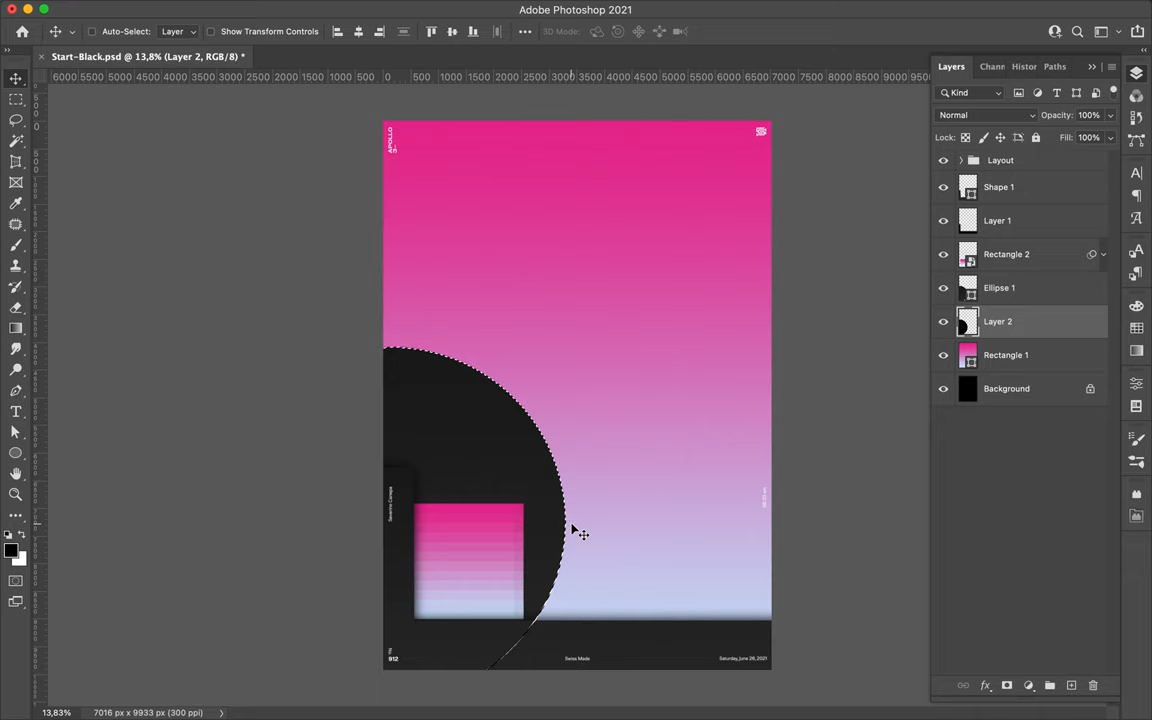 Adobe Photoshop 2021
Auto-Select: Layer Show Transform Controls 3D Mode:
Start-Black.psd @ 13,8% (Layer 2, RGB/8) *
6000 5500 5000 4500 4000 3500 3000 2500 2000 1500 1000 500 0 500 1000 1500 2000 2500 3000 3500 4000 4500 5000 5500 6000 6500 7000 7500 8000 8500 9000 9500
Layers Chann Histor Paths
Kind
Normal Opacity: 100%
Lock: Fill: 100%
Layout
Shape 1
Layer 1
Rectangle 2
Ellipse 1
Layer 2
Rectangle 1
Background
APOLLO
Severino Canepa
912
Swiss Made
Saturday, June 26, 2021
13,83% 7016 px x 9933 px (300 ppi)